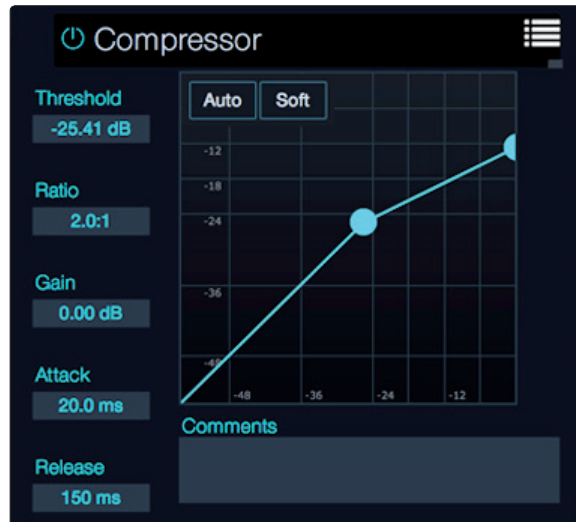 Compressor
Threshold
-25.41 dB
Ratio
2.0:1
Gain
0.00 dB
Attack
20.0 ms
Release
150 ms
Auto Soft
-12
-18
-24
-36
-48
-48 -36 -24 -12
Comments